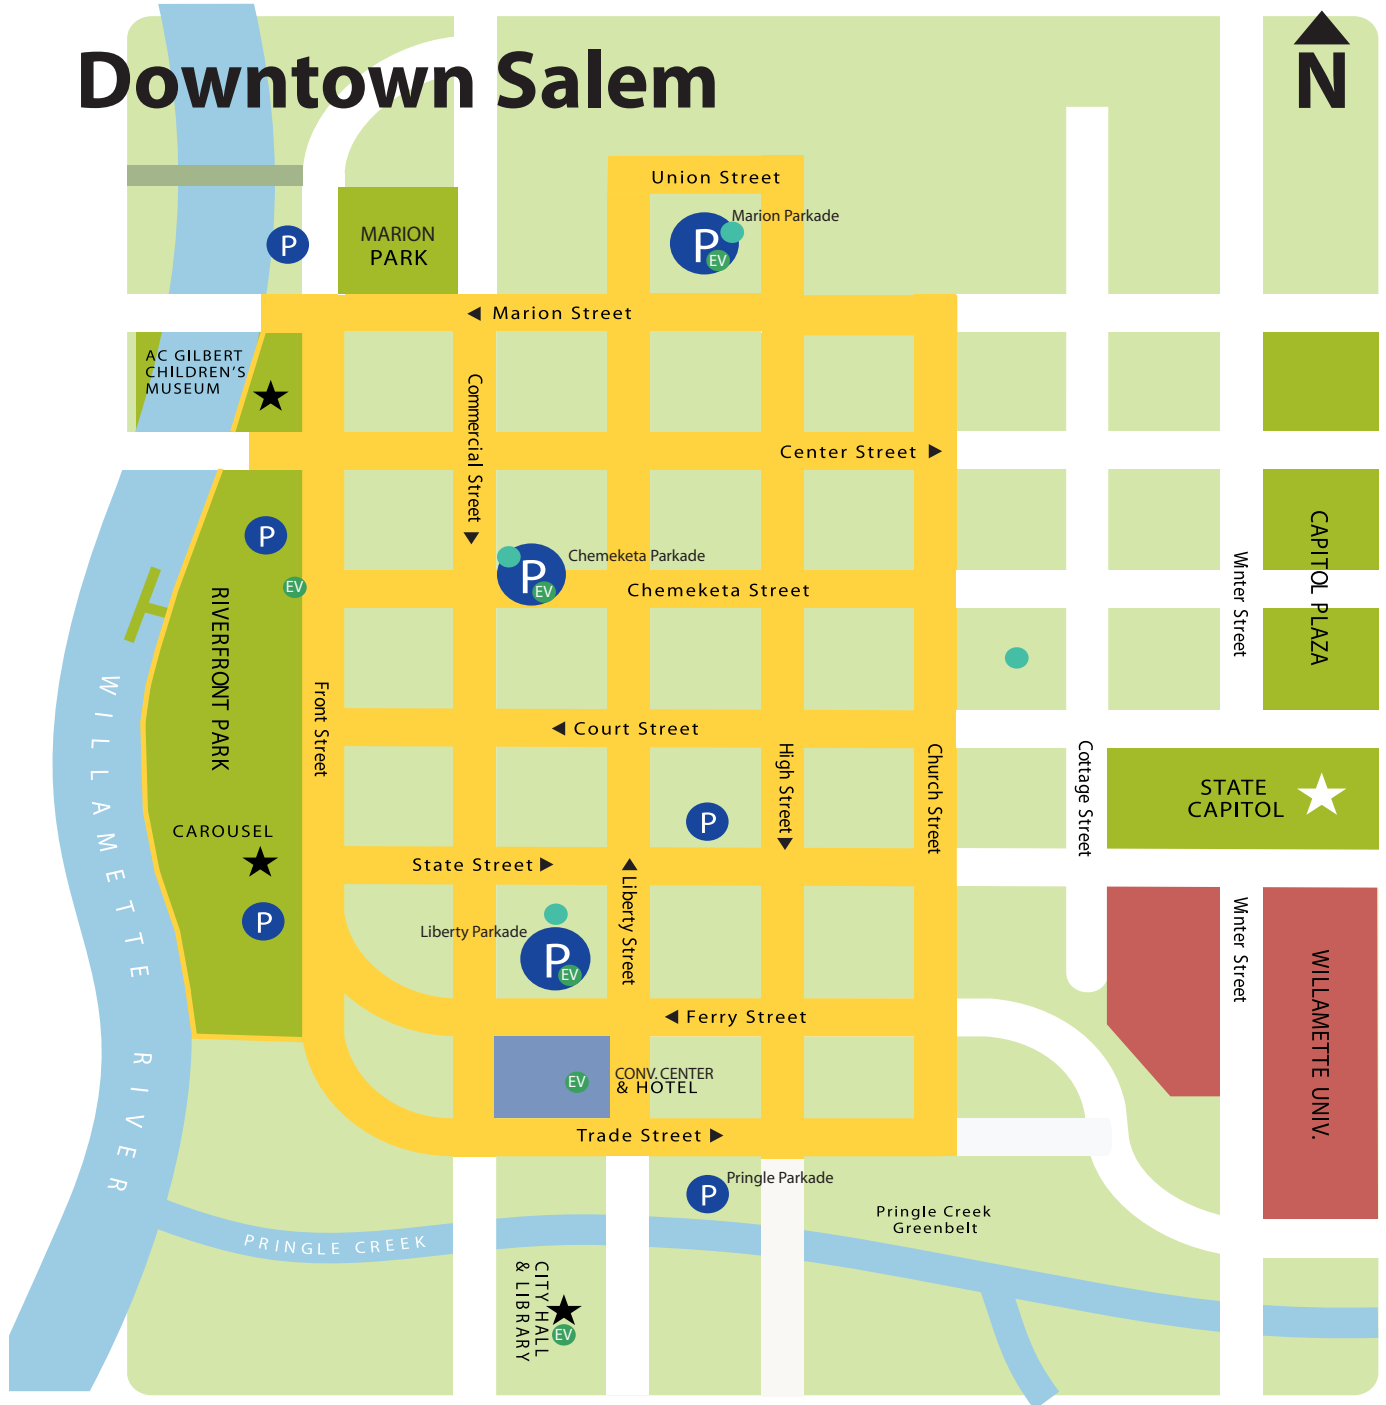 Downtown Salem
N
Union Street
Marion Parkade
P
EV
P
MARION
PARK
Marion Street
AC GILBERT
CHILDREN'S
MUSEUM
Commercial Street
Center Street
P
EV
Chemeketa Parkade
P
EV
Chemeketa Street
RIVERFRONT PARK
Winter Street
CAPITOL PLAZA
WILLAMETTE RIVER
Front Street
Court Street
High Street
Church Street
Cottage Street
STATE
CAPITOL
P
CAROUSEL
State Street
Liberty Street
P
Liberty Parkade
P
EV
Winter Street
WILLAMETTE UNIV.
Ferry Street
EV
CONV. CENTER
& HOTEL
Trade Street
P
Pringle Parkade
Pringle Creek
Greenbelt
PRINGLE CREEK
CITY HALL
& LIBRARY
EV